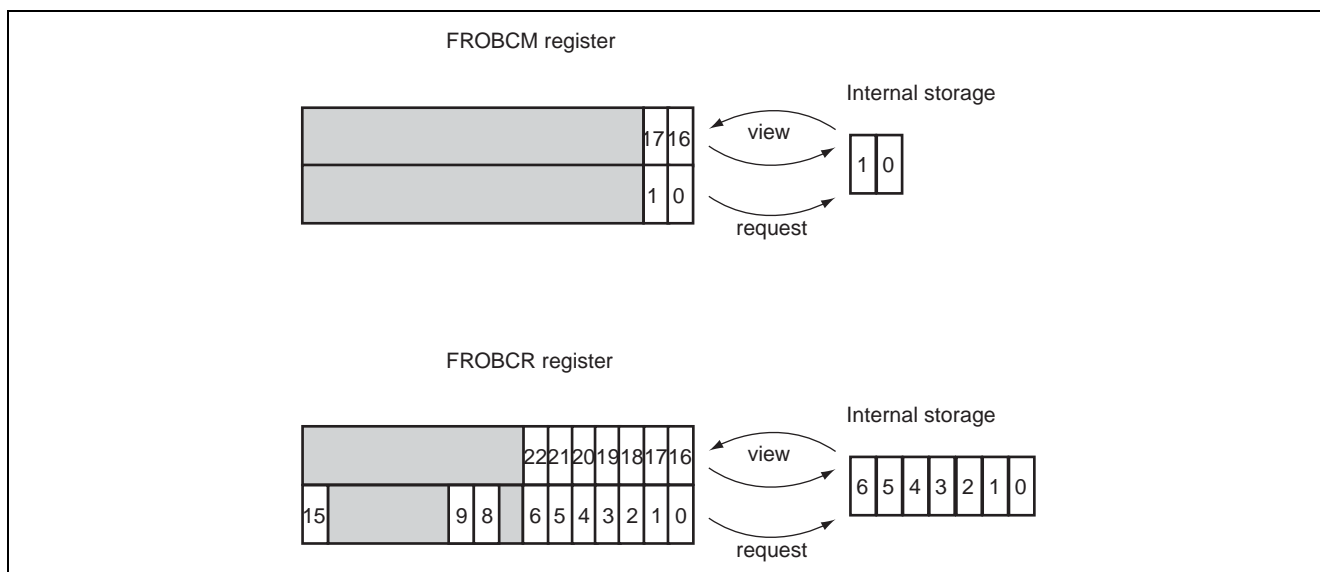 FROBCM register
Internal storage
17 16
view
1 0
1 0
request
FROBCR register
Internal storage
22 21 20 19 18 17 16
view
6 5 4 3 2 1 0
15 9 8 6 5 4 3 2 1 0
request